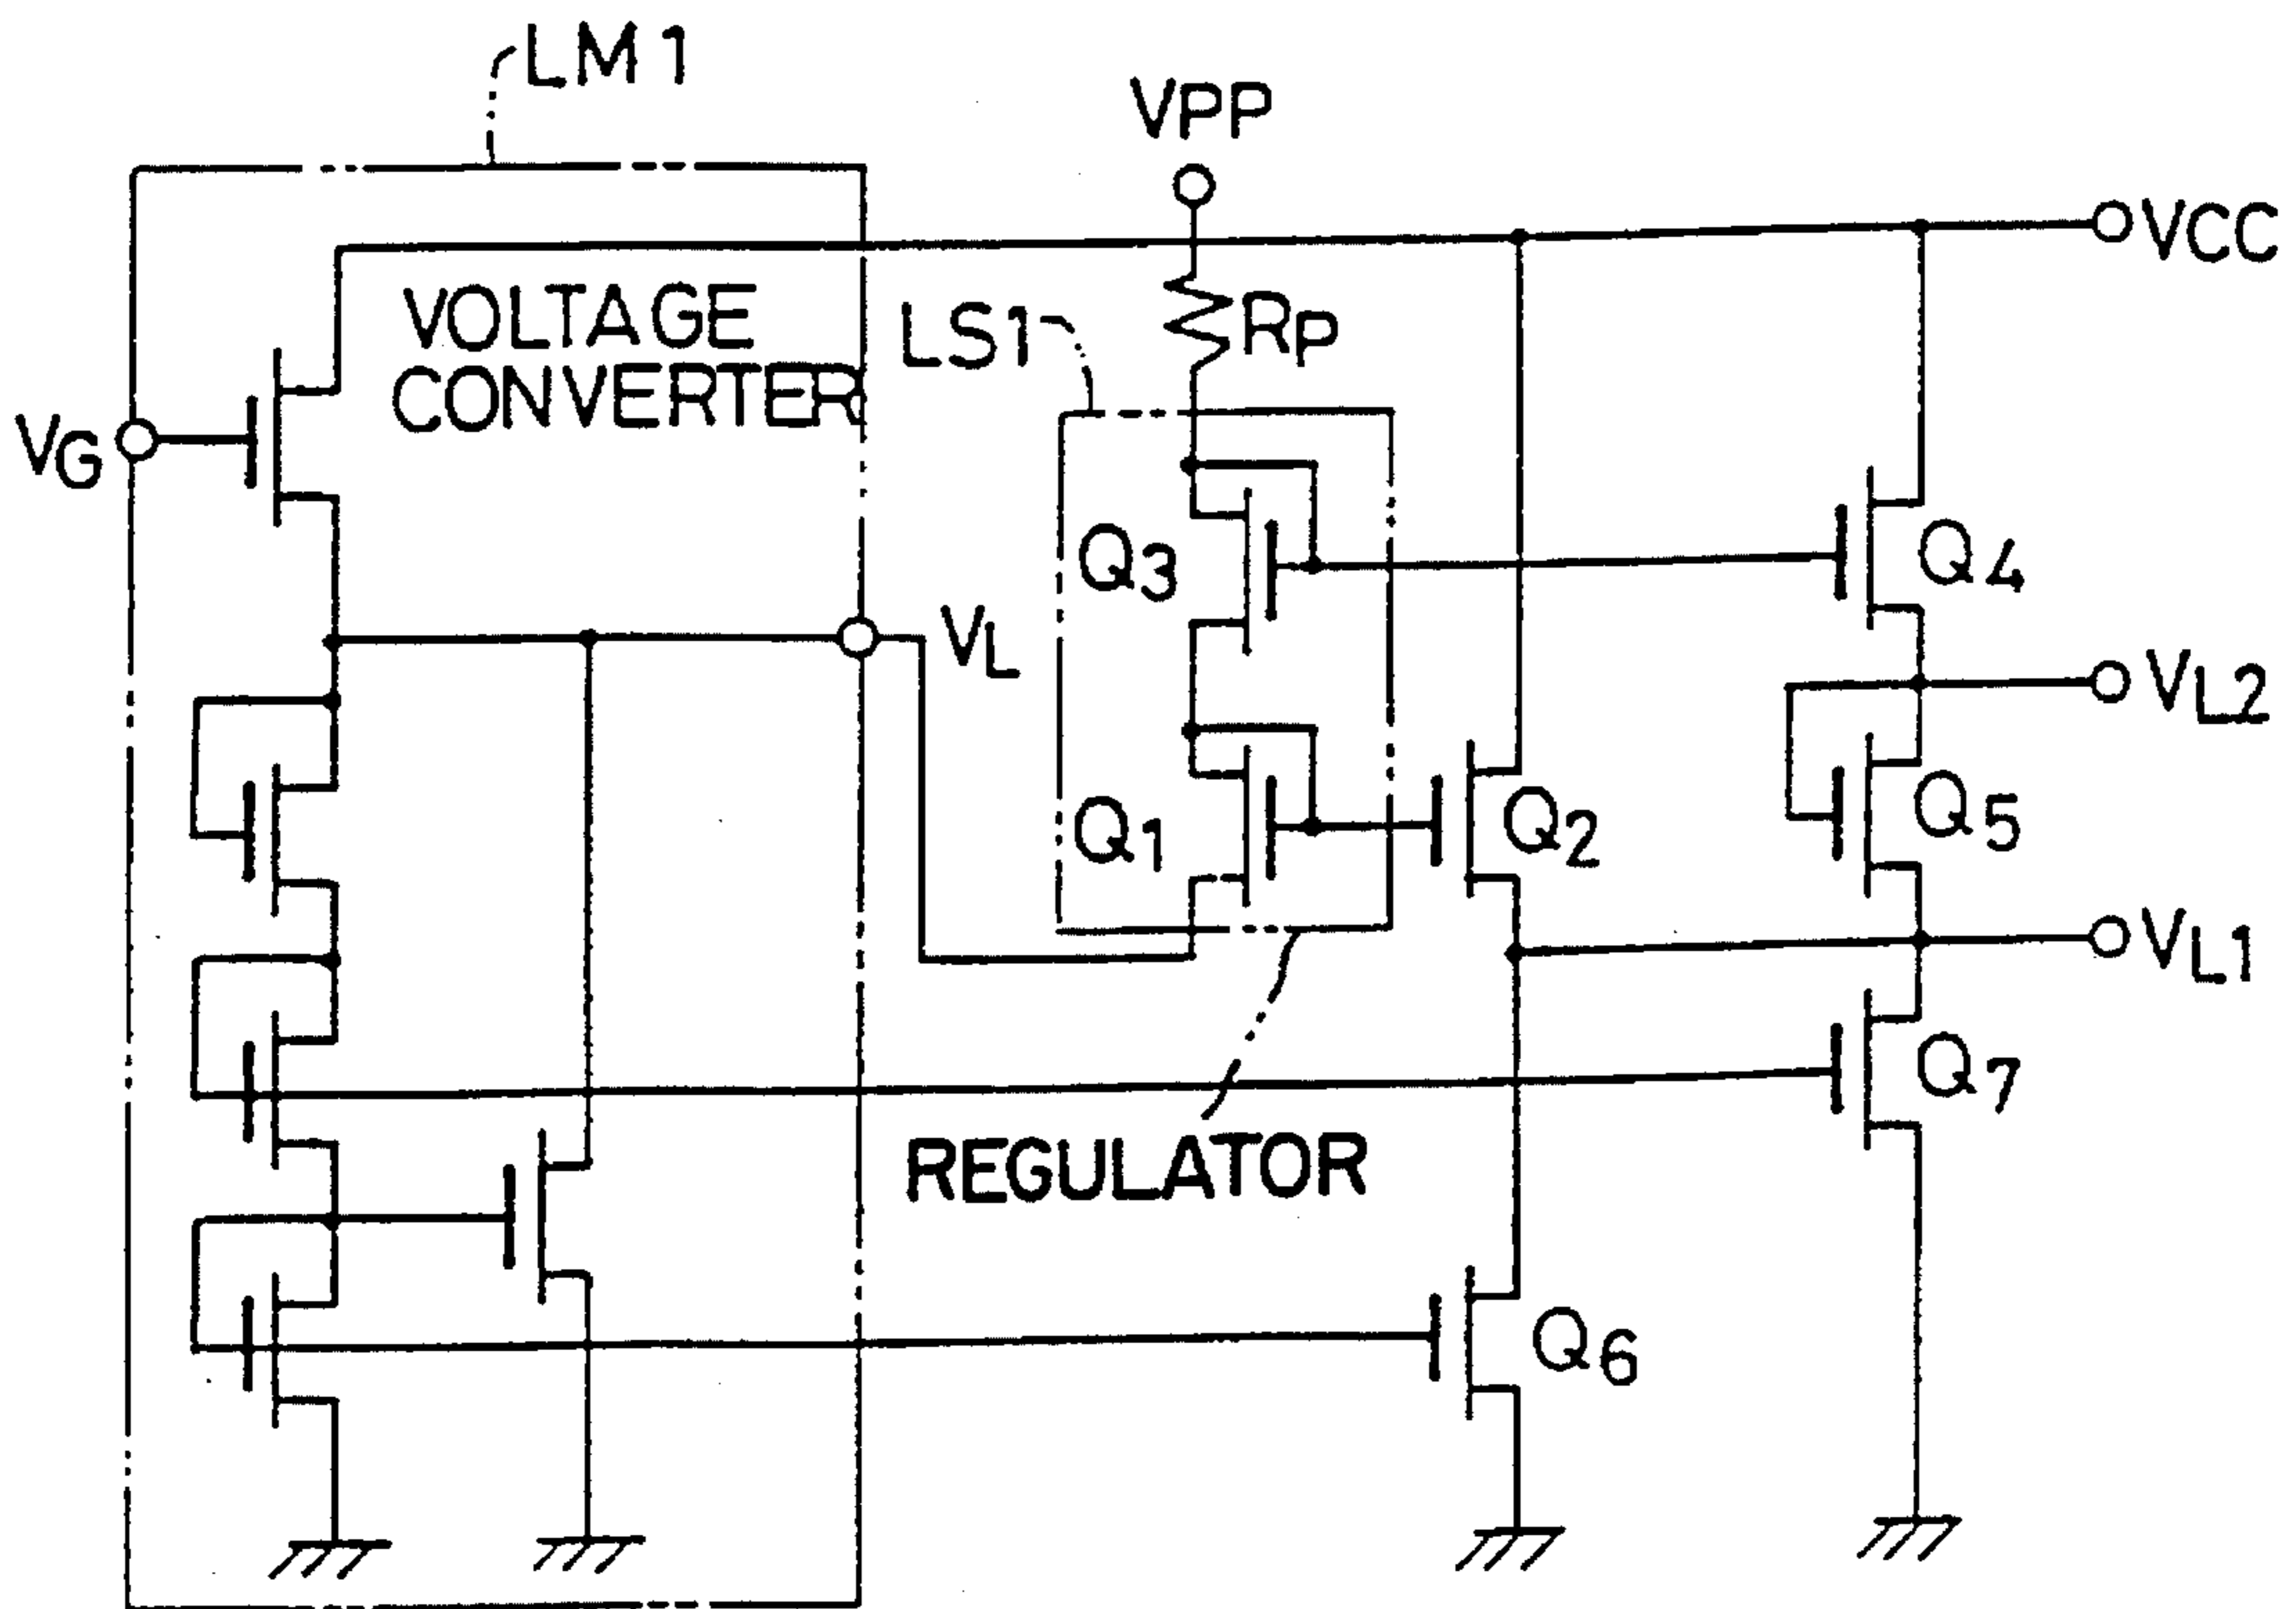 LM1
VPP
VCC
VOLTAGE
CONVERTER
LS1
RP
VG
Q3
Q4
VL
VL2
Q1
Q2
Q5
VL1
Q7
REGULATOR
Q6